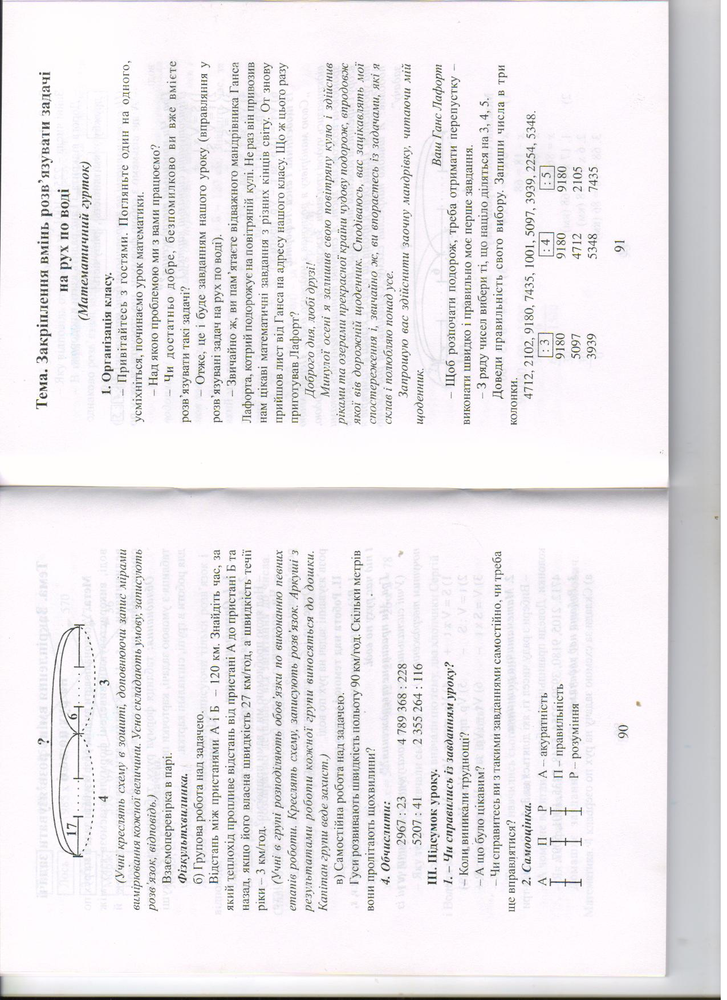 ?
17
6
4
3
(Учні креслять схему в зошиті, доповнюючи запис мірами
вимірювання кожної величини. Усно складають умову, записують
розв’язок, відповідь.)
Взаємоперевірка в парі.
Фізкультхвилинка.
б) Групова робота над задачею.
Відстань між пристанями А і Б – 120 км. Знайдіть час, за
який теплохід пропливе відстань від пристані А до пристані Б та
назад, якщо його власна швидкість 27 км/год, а швидкість течії
ріки – 3 км/год.
(Учні в групі розподіляють обов’язки по виконанню певних
етапів роботи. Креслять схему, записують розв’язок. Аркуші з
результатами роботи кожної групи виносяться до дошки.
Капітан групи веде захист.)
в) Самостійна робота над задачею.
Гуси розвивають швидкість польоту 90 км/год. Скільки метрів
вони пролітають щохвилини?
4. Обчислити:
2967 : 23 4 789 368 : 228
5207 : 41 2 355 264 : 116
ІІІ. Підсумок уроку.
1. – Чи справились із завданням уроку?
– Коли виникали труднощі?
– А що було цікавим?
– Чи справитесь ви з такими завданнями самостійно, чи треба
ще вправлятися?
2. Самооцінка.
А П Р А – акуратність
П – правильність
Р – розуміння
90
Тема. Закріплення вмінь розв’язувати задачі
на рух по воді
(Математичний гурток)
І. Організація класу.
– Привітайтесь з гостями. Погляньте один на одного,
усміхніться, починаємо урок математики.
– Над якою проблемою ми з вами працюємо?
– Чи достатньо добре, безпомилково ви вже вмієте
розв’язувати такі задачі?
– Отже, це і буде завданням нашого уроку (вправляння у
розв’язувані задач на рух по воді).
– Звичайно ж, ви пам’ятаєте відважного мандрівника Ганса
Лафорта, котрий подорожує на повітряній кулі. Не раз він привозив
нам цікаві математичні завдання з різних кінців світу. От знову
прийшов лист від Ганса на адресу нашого класу. Що ж цього разу
приготував Лафорт?
Доброго дня, любі друзі!
Минулої осені я залишив свою повітряну кулю і здійснив
ріками та озерами прекрасної країни чудову подорож, впродовж
якої вів дорожній щоденник. Сподіваюсь, вас зацікавлять мої
спостереження і, звичайно ж, ви впораєтесь із задачами, які я
склав і полюбляю понад усе.
Запрошую вас здійснити заочну мандрівку, читаючи мій
щоденник.
Ваш Ганс Лафорт
– Щоб розпочати подорож, треба отримати перепустку –
виконати швидко і правильно моє перше завдання.
– З ряду чисел вибери ті, що націло діляться на 3, 4, 5.
Доведи правильність свого вибору. Запиши числа в три
колонки.
4712, 2102, 9180, 7435, 1001, 5097, 3939, 2254, 5348.
: 3 : 4 : 5
9180 9180 9180
5097 4712 2105
3939 5348 7435
91